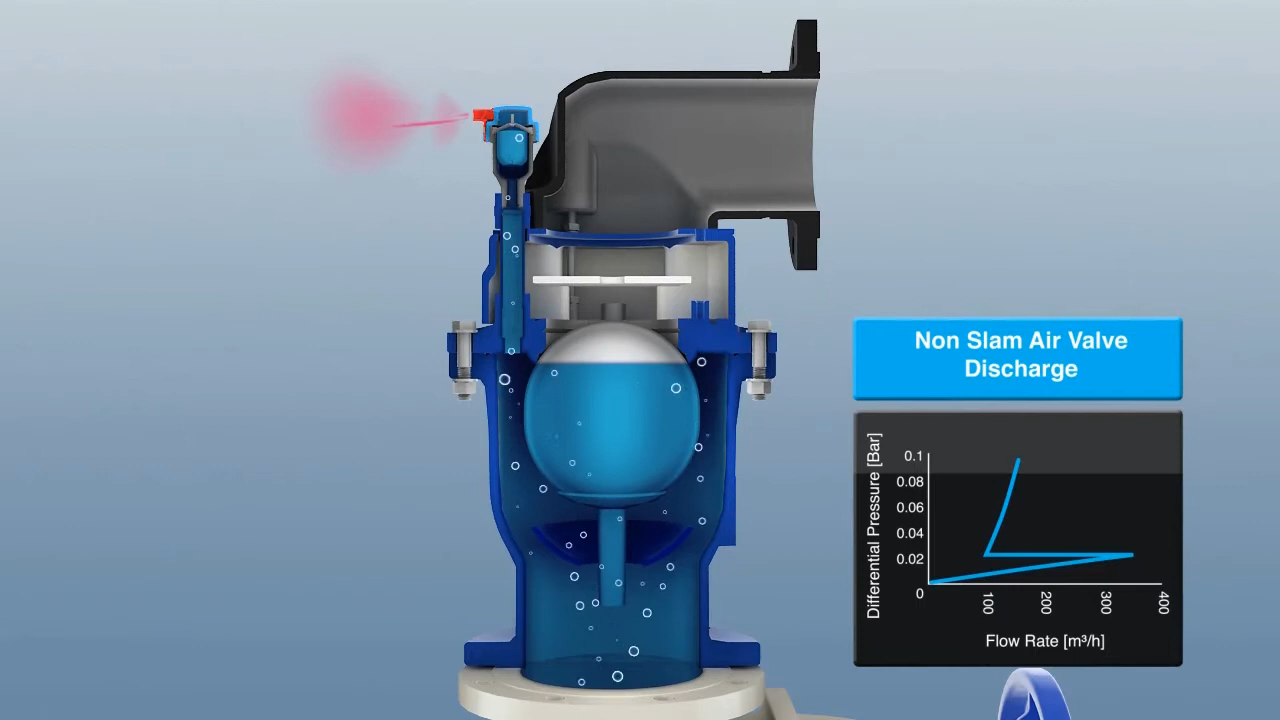 Non Slam Air Valve
Discharge
Differential Pressure [Bar]
0.1
0.08
0.06
0.04
0.02
0
100
200
300
400
Flow Rate [m³/h]